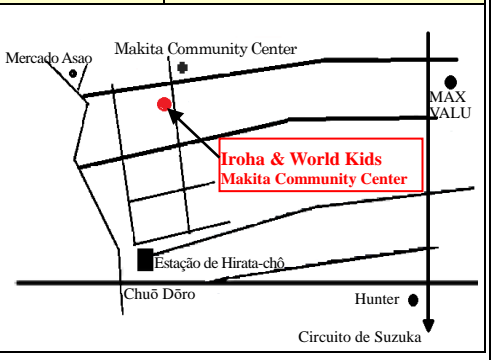 Makita Community Center
Mercado Asao
MAX
VALU
Iroha & World Kids
Makita Community Center
Estação de Hirata-chô
Chuō Dōro
Hunter
Circuito de Suzuka